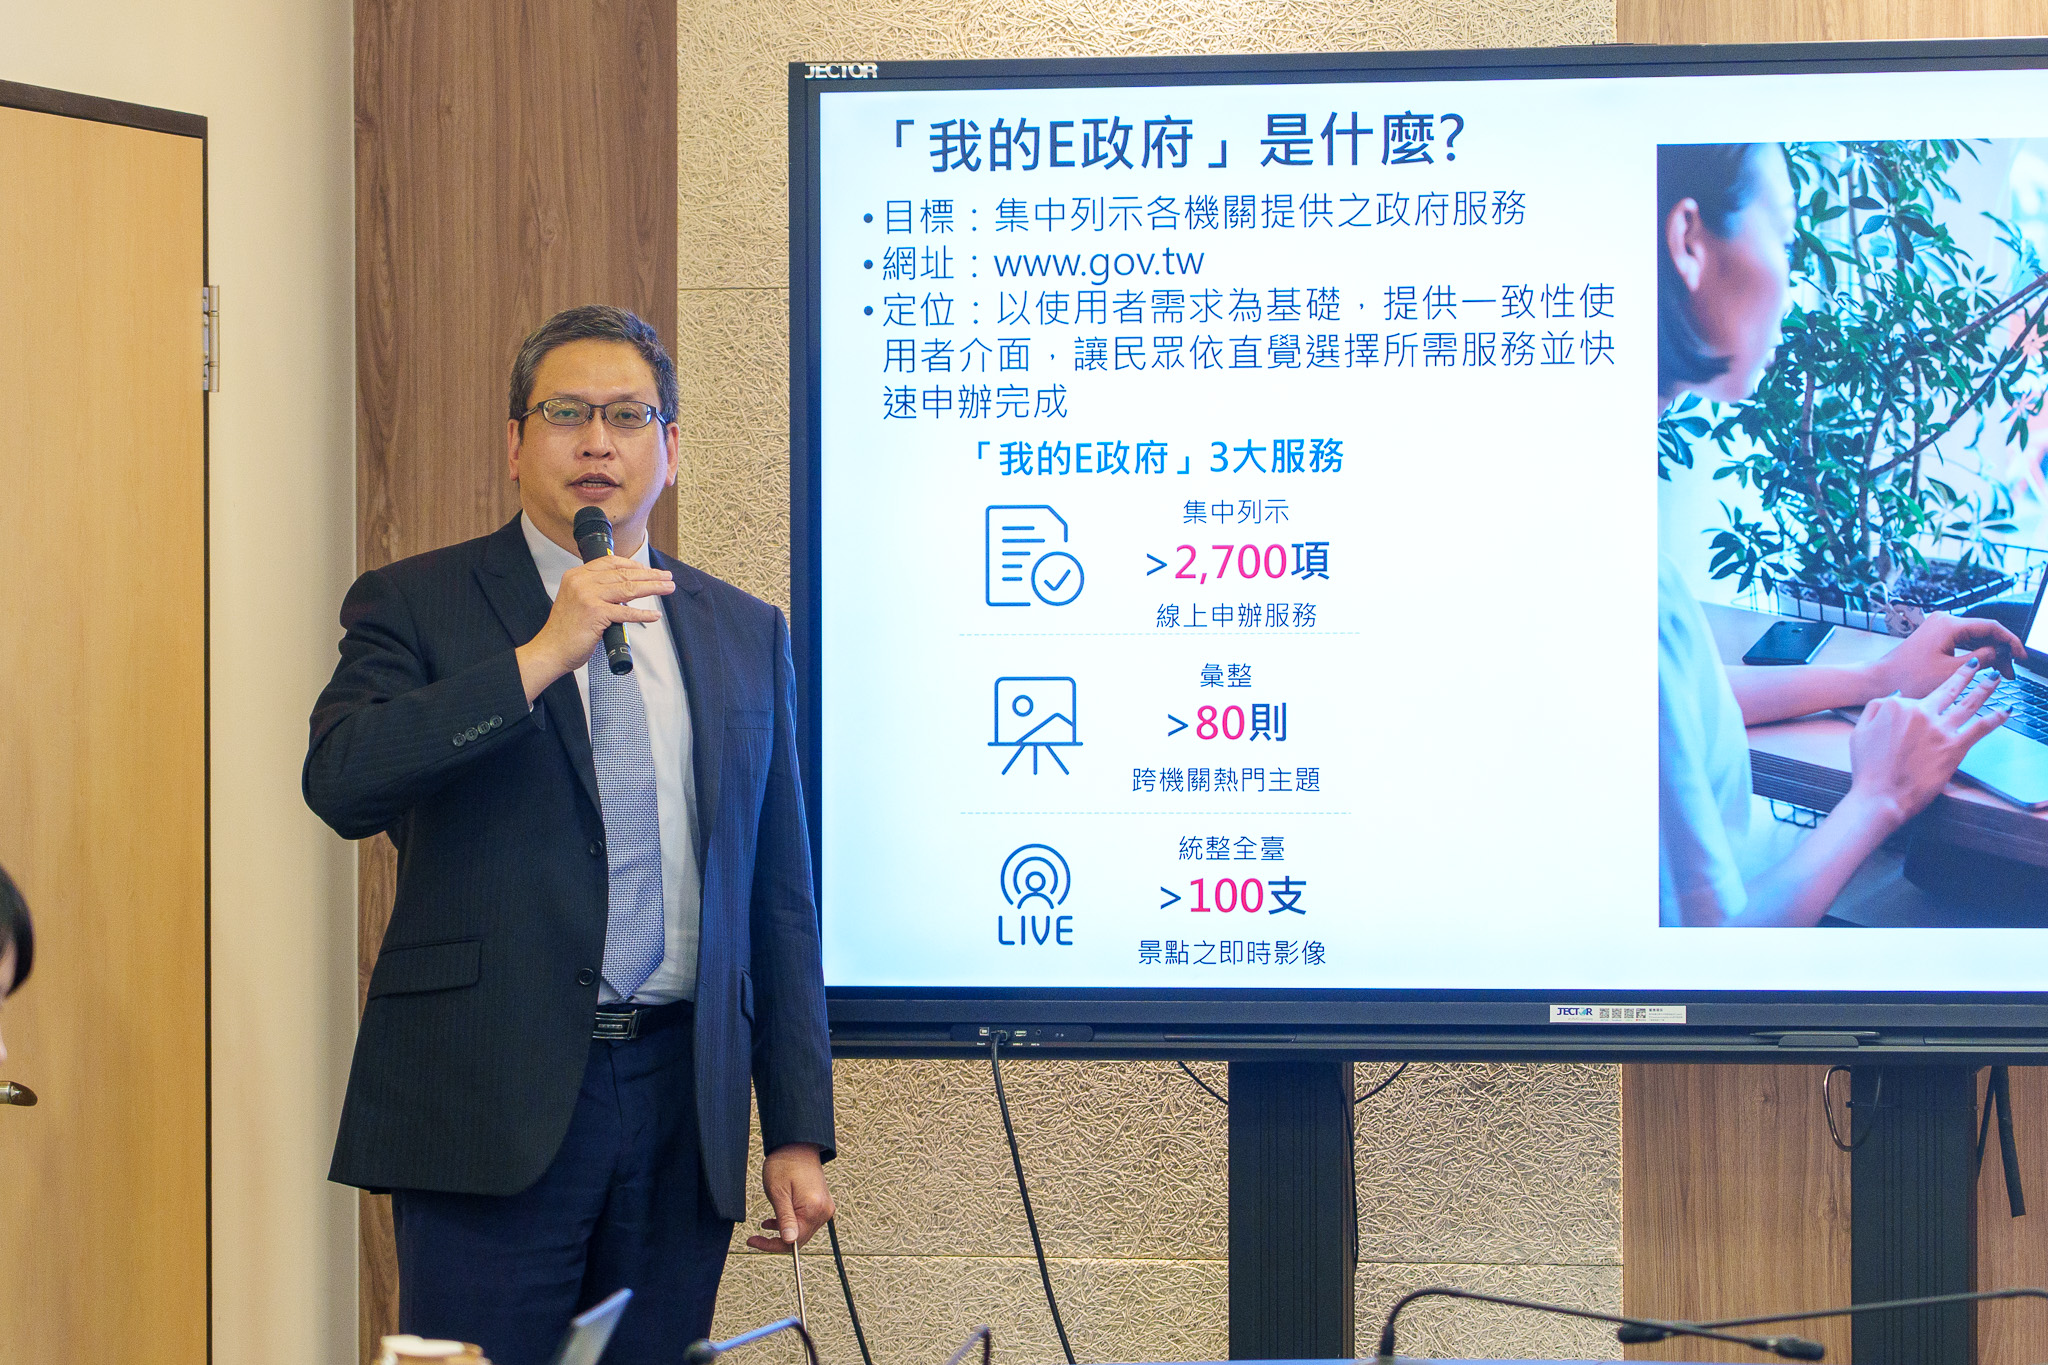 JECTOR
「我的E政府」是什麼?
•目標：集中列示各機關提供之政府服務
•網址：www.gov.tw
•定位：以使用者需求為基礎，提供一致性使
用者介面，讓民眾依直覺選擇所需服務並快
速申辦完成
「我的E政府」3大服務
集中列示
>2,700項
線上申辦服務
彙整
>80則
跨機關熱門主題
統整全臺
>100支
LIVE
景點之即時影像
JECTOR